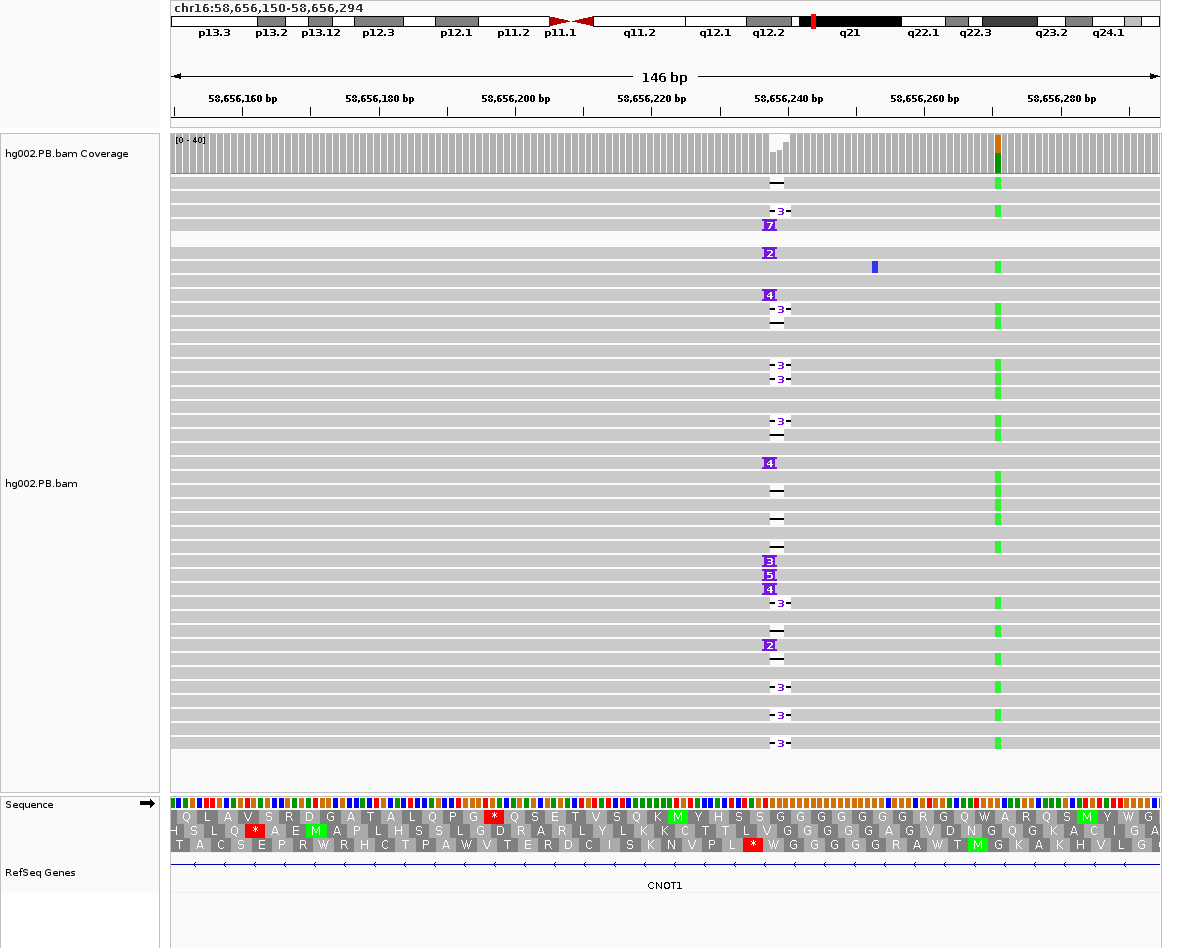 chr16:58,656,150-58,656,294
p13.3 p13.2 p13.12 p12.3 p12.1 p11.2 p11.1 q11.2 q12.1 q12.2 q21 q22.1 q22.3 q23.2 q24.1
146 bp
58,656,160 bp 58,656,180 bp 58,656,200 bp 58,656,220 bp 58,656,240 bp 58,656,260 bp 58,656,280 bp
[0 - 40]
hg002.PB.bam Coverage
3
7
2
4
3
3
3
3
4
hg002.PB.bam
3
5
4
3
2
3
3
3
Sequence
Q L A V S R D G A T A L Q P G * Q S E T V S Q K M Y H S S G G G G G G R G Q W A R Q S M Y W G
H S L Q * A E M A P L H S S L G D R A R L Y L K K C T T L V G G G G G A G V D
T A C S E P R W R H C T P A W V T E R D C I S K N V P L * W G G G G G R A W T M G K A K H V L G
RefSeq Genes
CNOT1